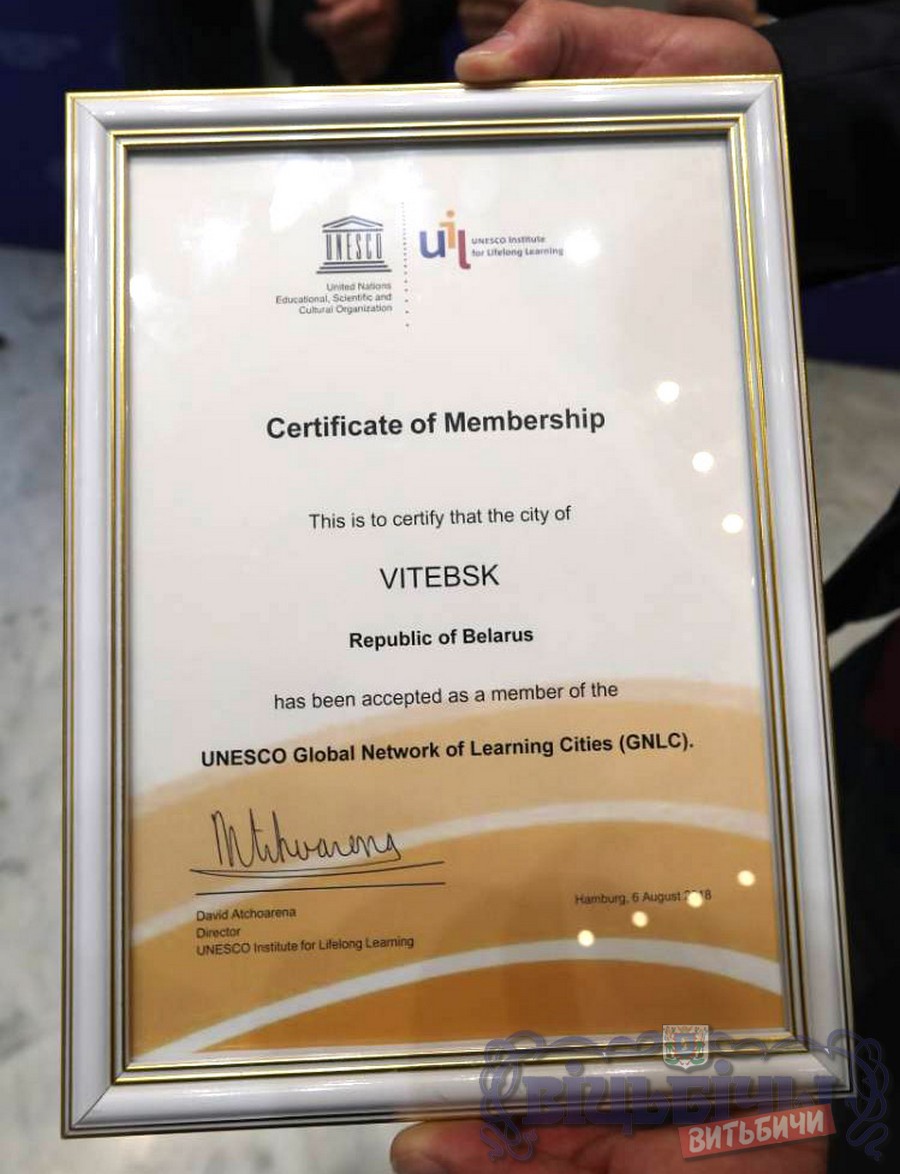 UNESCO
United Nations
Educational, Scientific and
Cultural Organization
uil
UNESCO Institute
for Lifelong Learning
Certificate of Membership
This is to certify that the city of
VITEBSK
Republic of Belarus
has been accepted as a member of the
UNESCO Global Network of Learning Cities (GNLC).
David Atchoarena
Director
UNESCO Institute for Lifelong Learning
Hamburg, 6 August
Віцьбічы
ВИТЬБИЧИ